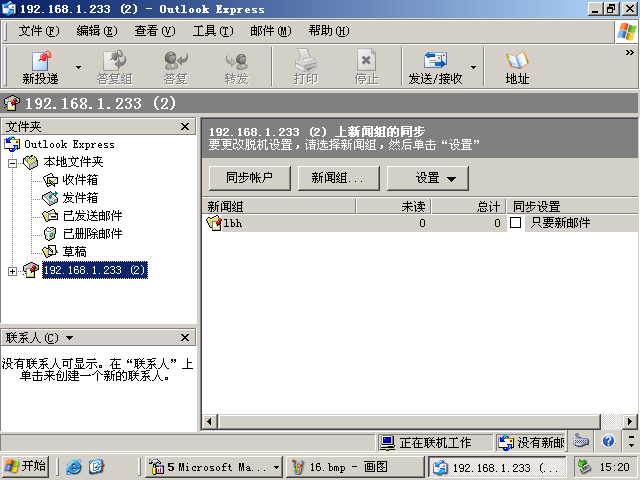 192.168.1.233 (2) - Outlook Express
文件(F) 编辑(E) 查看(V) 工具(T) 邮件(M) 帮助(H)
新投递 答复组 答复 转发 打印 停止 发送/接收 地址 »
192.168.1.233 (2)
文件夹
Outlook Express
本地文件夹
收件箱
发件箱
已发送邮件
已删除邮件
草稿
192.168.1.233 (2)
联系人(C)
没有联系人可显示。在“联系人”上
单击来创建一个新的联系人。
192.168.1.233 (2) 上新闻组的同步
要更改脱机设置，请选择新闻组，然后单击“设置”
同步帐户 新闻组... 设置
新闻组 未读 总计 同步设置
lbh 0 0 只要新邮件
正在联机工作 没有新邮
开始 5 Microsoft Ma... 16.bmp - 画图 192.168.1.233 (... 15:20